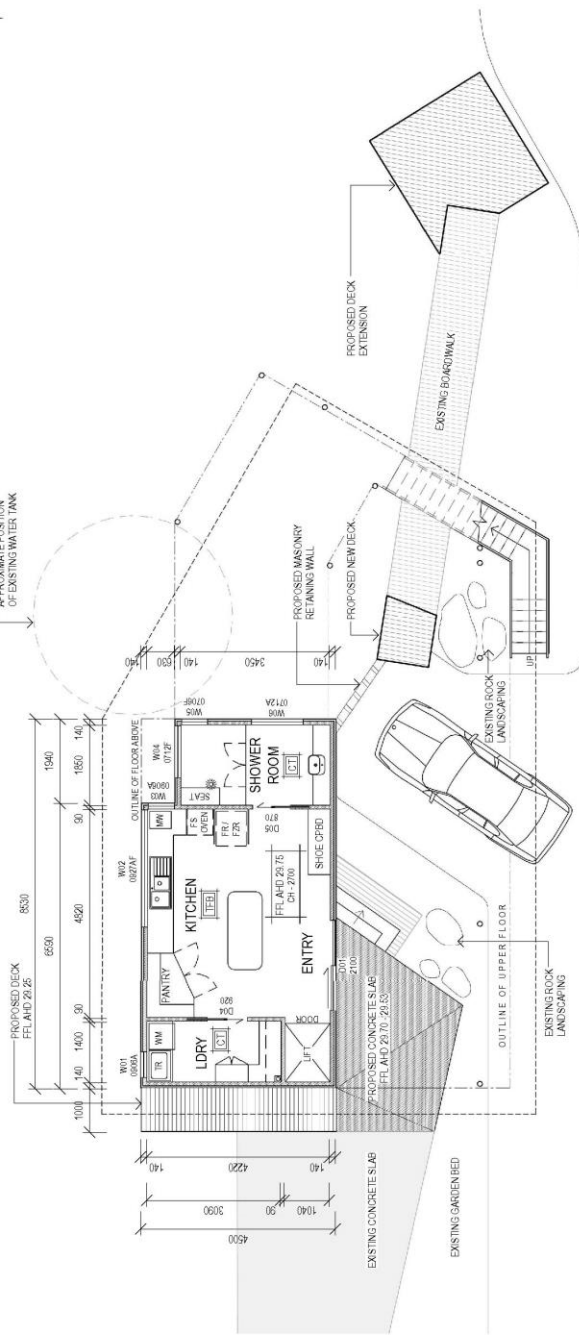 APPROXIMATE POSITION
OF EXISTING WATER TANK
PROPOSED DECK
FFL AHD 29.25
8530
6590
1940
1000
140
1400
90
4820
90
1850
140
W01
0906A
W02
0927AF
W03
0906A
W04
0712F
OUTLINE OF FLOOR ABOVE
W05
0706F
W06
0712A
140
630
140
3450
140
TR
WM
PANTRY
MW
FS
OVEN
FR /
FZR
SEAT
LDRY
CT
KITCHEN
TFB
SHOWER
ROOM
CT
D04
920
D05
870
FFL AHD 29.75
CH - 2700
SHOE CPBD
ENTRY
LIFT
DOOR
D01
2100
140
4220
140
3090
90
1040
4500
PROPOSED CONCRETE SLAB
FFL AHD 29.70 - 29.53
EXISTING CONCRETE SLAB
EXISTING GARDEN BED
OUTLINE OF UPPER FLOOR
EXISTING ROCK
LANDSCAPING
PROPOSED MASONRY
RETAINING WALL
PROPOSED NEW DECK
EXISTING ROCK
LANDSCAPING
UP
EXISTING BOARDWALK
PROPOSED DECK
EXTENSION